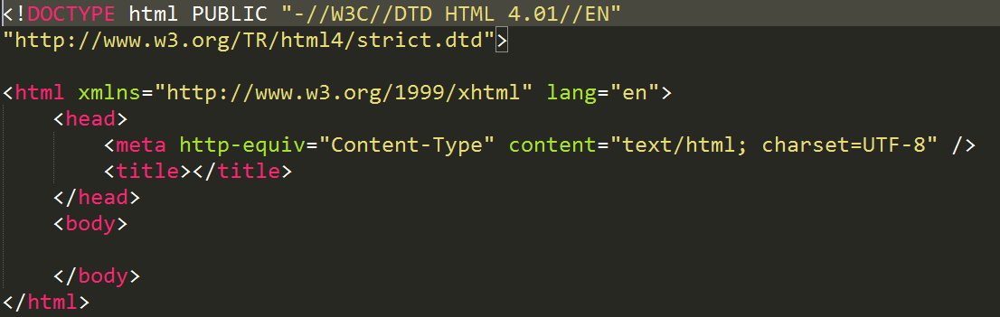 <!DOCTYPE html PUBLIC "-//W3C//DTD HTML 4.01//EN"
"http://www.w3.org/TR/html4/strict.dtd">
<html xmlns="http://www.w3.org/1999/xhtml" lang="en">
    <head>
        <meta http-equiv="Content-Type" content="text/html; charset=UTF-8" />
        <title></title>
    </head>
    <body>
    </body>
</html>